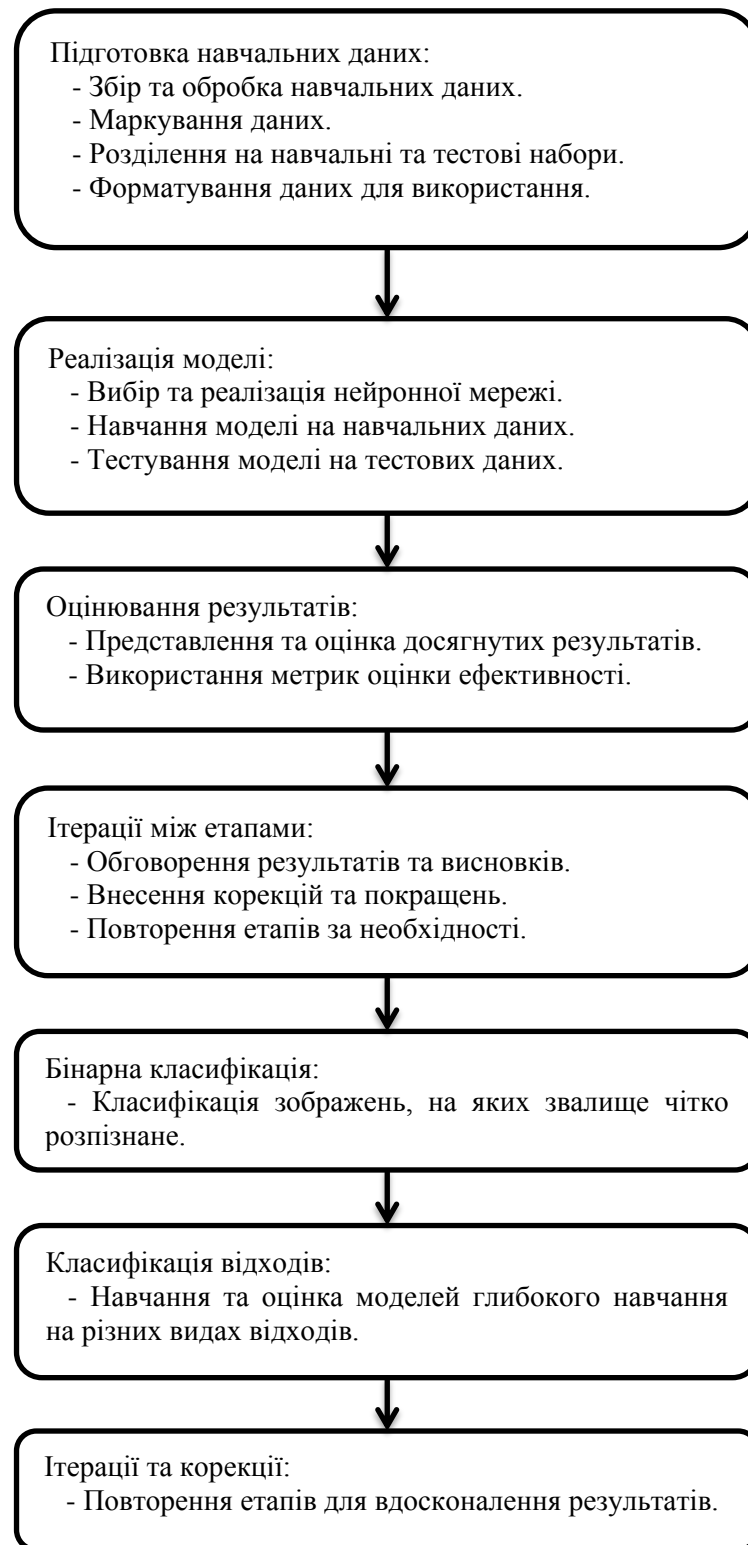 Підготовка навчальних даних:
- Збір та обробка навчальних даних.
- Маркування даних.
- Розділення на навчальні та тестові набори.
- Форматування даних для використання.
Реалізація моделі:
- Вибір та реалізація нейронної мережі.
- Навчання моделі на навчальних даних.
- Тестування моделі на тестових даних.
Оцінювання результатів:
- Представлення та оцінка досягнутих результатів.
- Використання метрик оцінки ефективності.
Ітерації між етапами:
- Обговорення результатів та висновків.
- Внесення корекцій та покращень.
- Повторення етапів за необхідності.
Бінарна класифікація:
- Класифікація зображень, на яких звалище чітко
розпізнане.
Класифікація відходів:
- Навчання та оцінка моделей глибокого навчання
на різних видах відходів.
Ітерації та корекції:
- Повторення етапів для вдосконалення результатів.